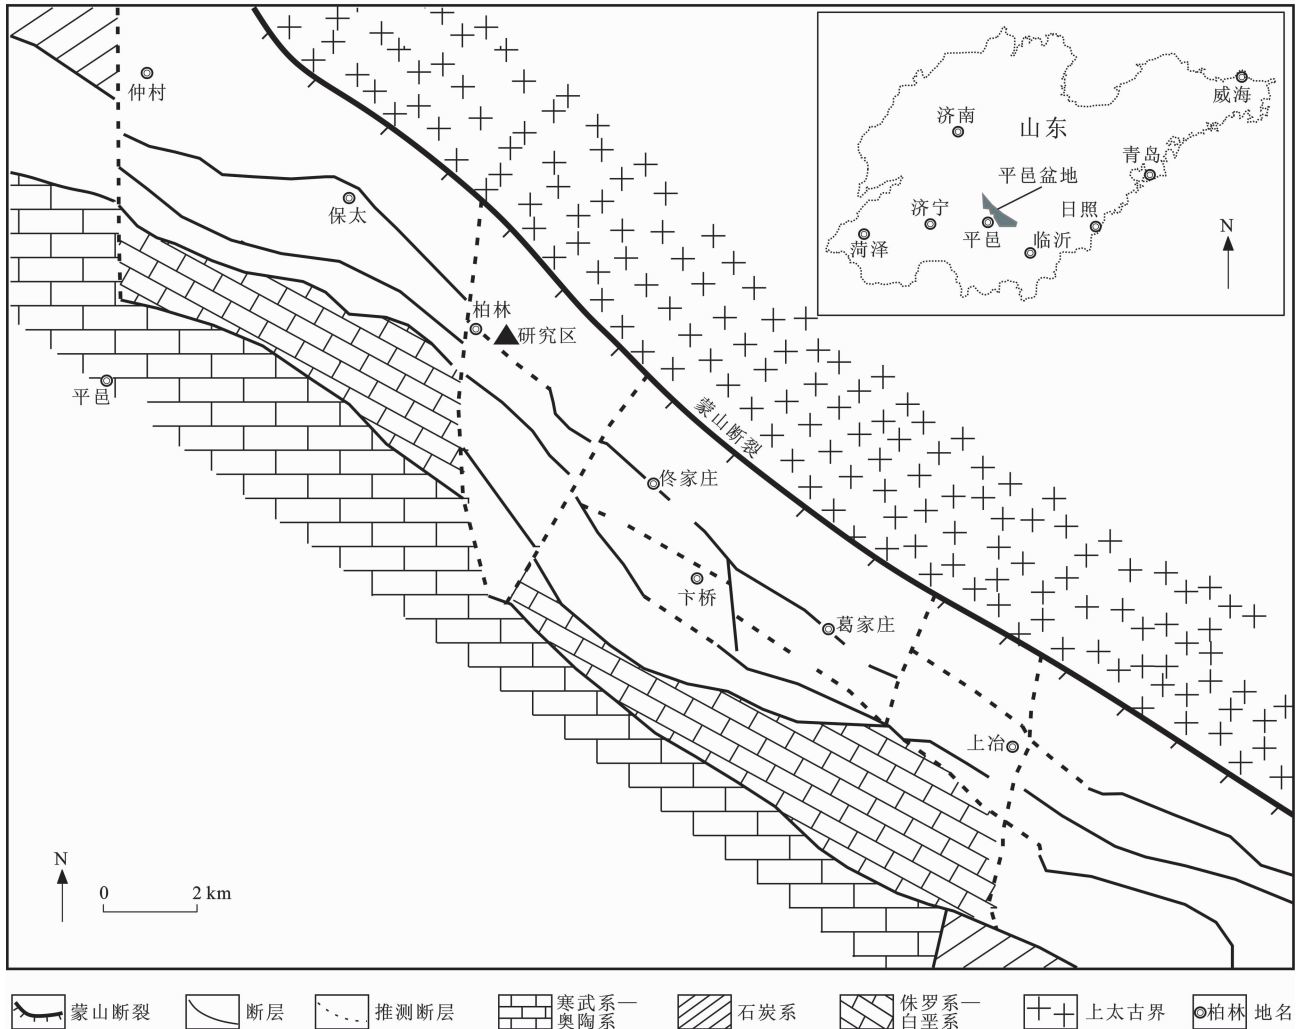 仲村
保太
柏林
研究区
平邑
蒙山断裂
佟家庄
卞桥
葛家庄
上冶
N
0 2 km
威海
济南
山东
青岛
平邑盆地
济宁
日照
N
菏泽
平邑
临沂
蒙山断裂
断层
推测断层
寒武系—
奥陶系
石炭系
侏罗系—
白垩系
上太古界
柏林 地名